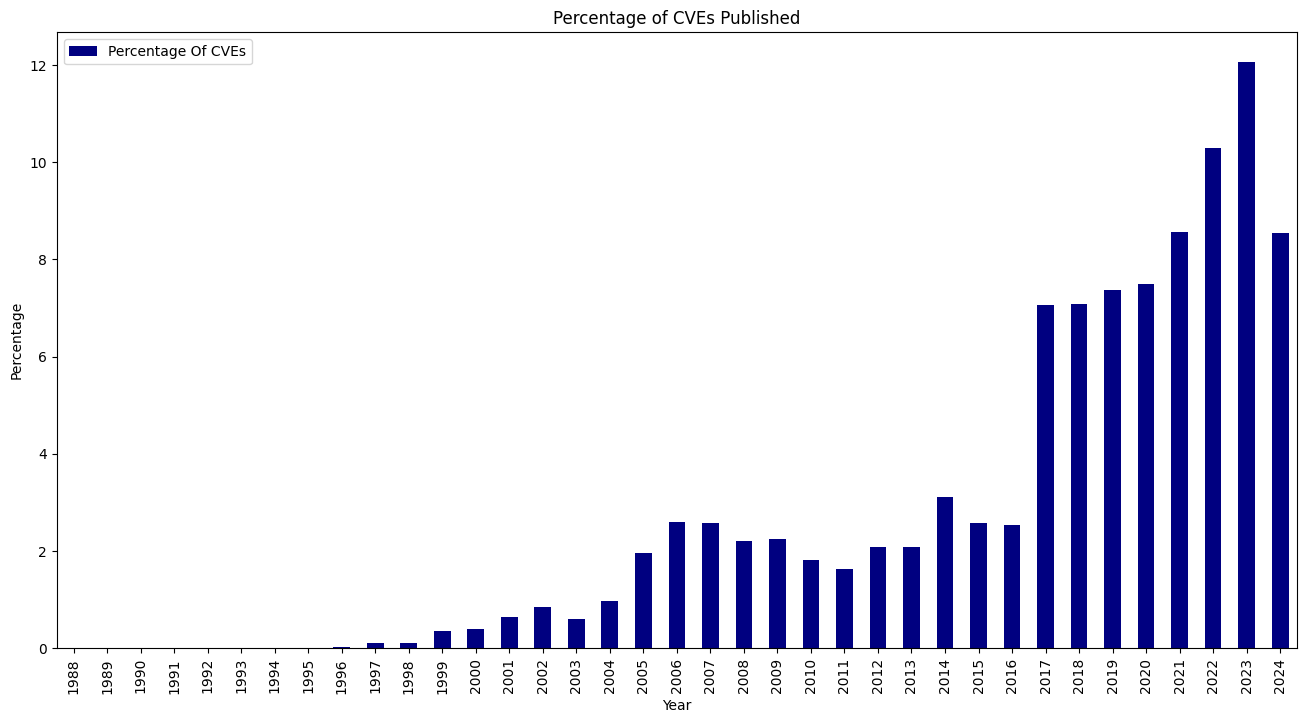 Percentage of CVEs Published
Percentage Of CVEs
12
10
8
6
4
2
0
Percentage
1988 1989 1990 1991 1992 1993 1994 1995 1996 1997 1998 1999 2000 2001 2002 2003 2004 2005 2006 2007 2008 2009 2010 2011 2012 2013 2014 2015 2016 2017 2018 2019 2020 2021 2022 2023 2024
Year